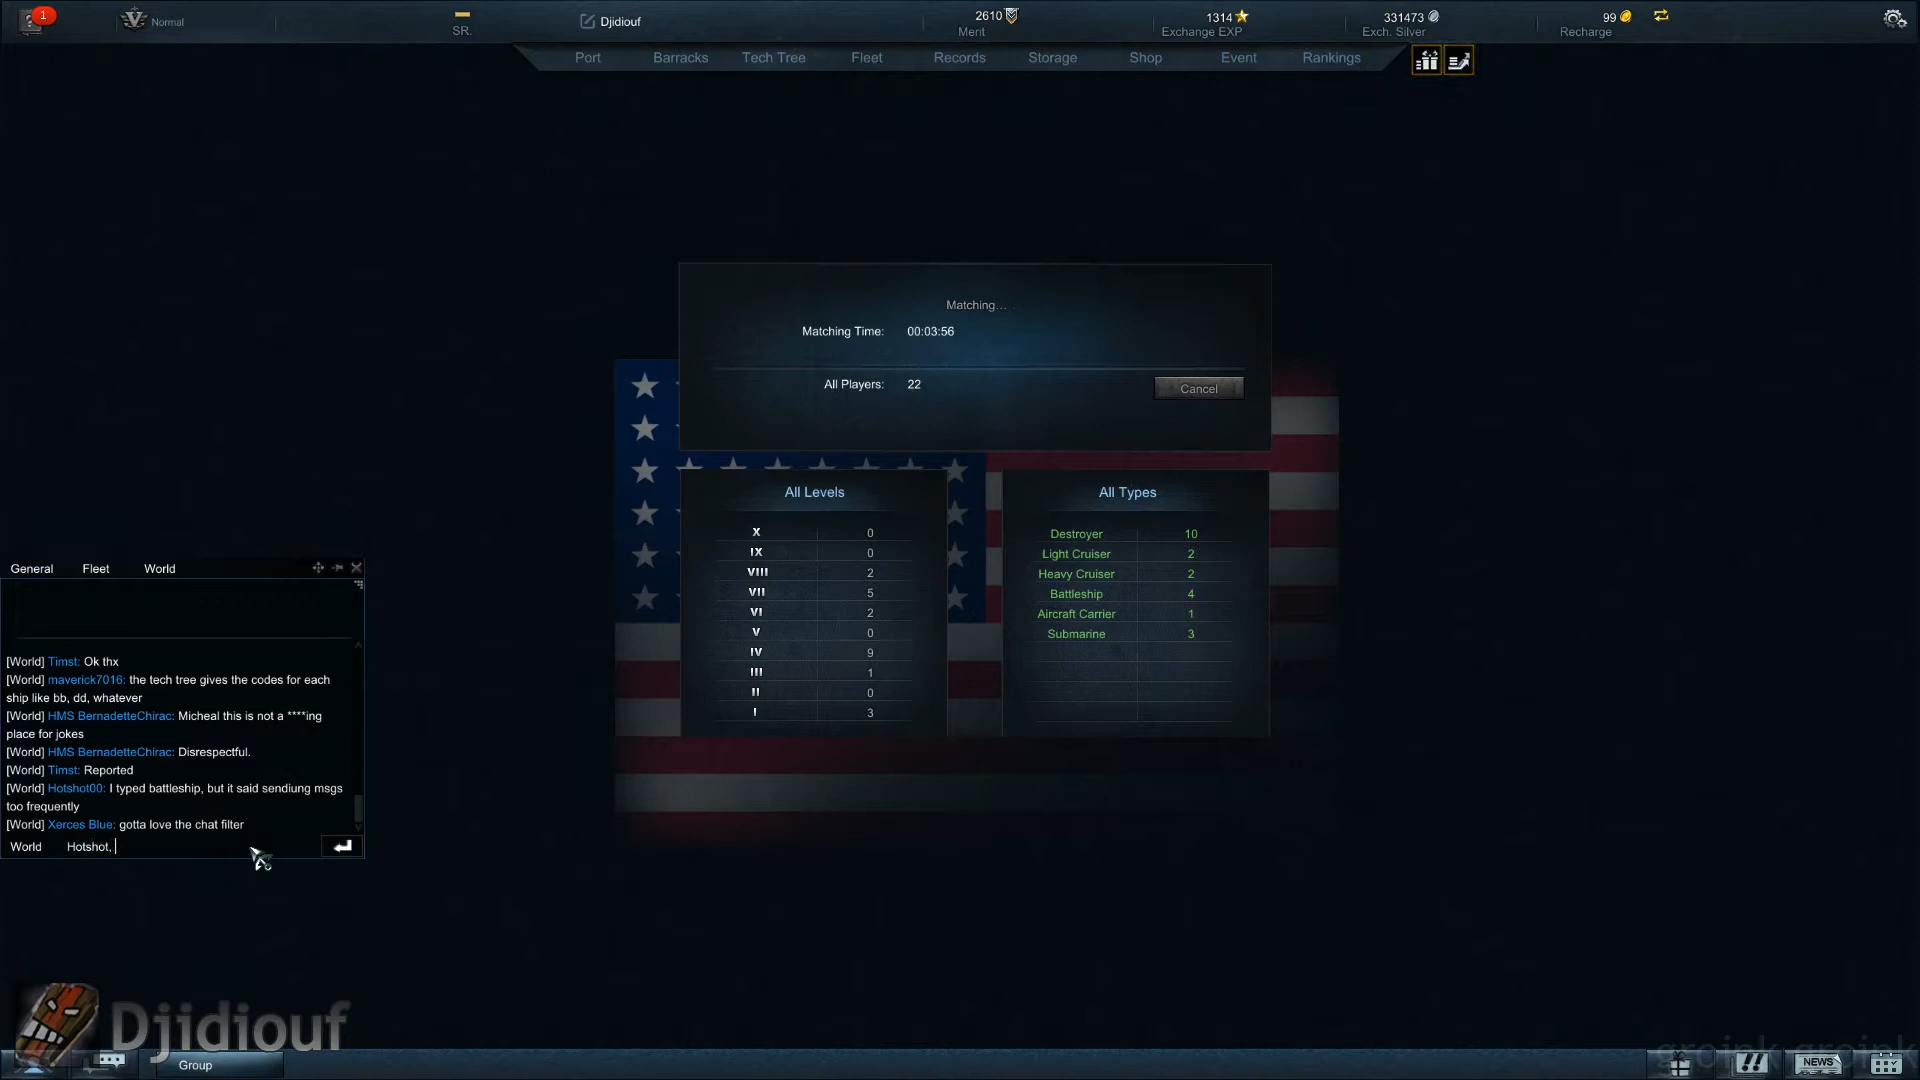 1
Normal
SR.
Djidiouf
2610
Merit
1314
Exchange EXP
331473
Exch. Silver
99
Recharge
Port
Barracks
Tech Tree
Fleet
Records
Storage
Shop
Event
Rankings
Matching...
Matching Time: 00:03:56
All Players: 22
Cancel
All Levels
X 0
IX 0
VIII 2
VII 5
VI 2
V 0
IV 9
III 1
II 0
I 3
All Types
Destroyer 10
Light Cruiser 2
Heavy Cruiser 2
Battleship 4
Aircraft Carrier 1
Submarine 3
General Fleet World
[World] Timst: Ok thx
[World] maverick7016: the tech tree gives the codes for each
ship like bb, dd, whatever
[World] HMS BernadetteChirac: Micheal this is not a ****ing
place for jokes
[World] HMS BernadetteChirac: Disrespectful.
[World] Timst: Reported
[World] Hotshot00: I typed battleship, but it said sendiung msgs
too frequently
[World] Xerces Blue: gotta love the chat filter
World Hotshot,
Djidiouf
Group
groink groink
NEWS